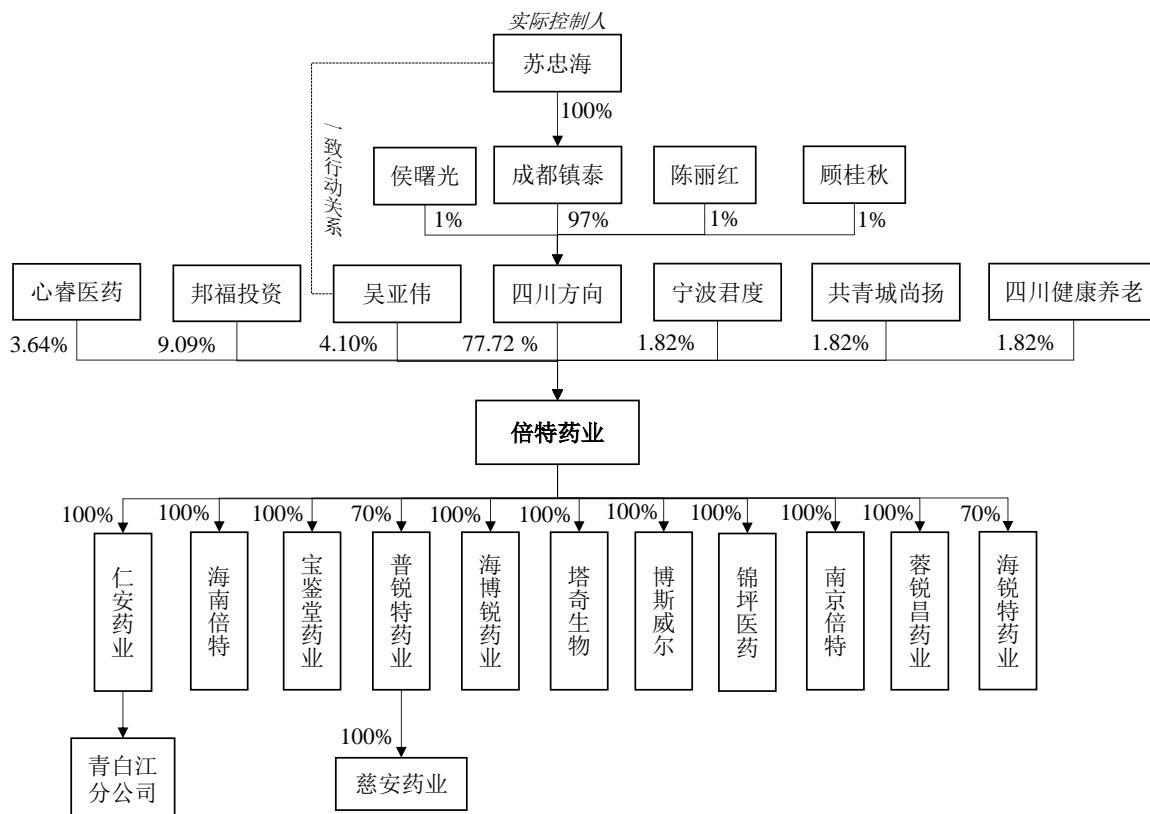 实际控制人
苏忠海
100%
一致行动关系
侯曙光
成都镇泰
陈丽红
顾桂秋
1%
97%
1%
1%
心睿医药
邦福投资
吴亚伟
四川方向
宁波君度
共青城尚扬
四川健康养老
3.64%
9.09%
4.10%
77.72 %
1.82%
1.82%
1.82%
倍特药业
100%
100%
100%
70%
100%
100%
100%
100%
100%
100%
70%
仁安药业
海南倍特
宝鉴堂药业
普锐特药业
海博锐药业
塔奇生物
博斯威尔
锦坪医药
南京倍特
蓉锐昌药业
海锐特药业
100%
青白江
分公司
慈安药业